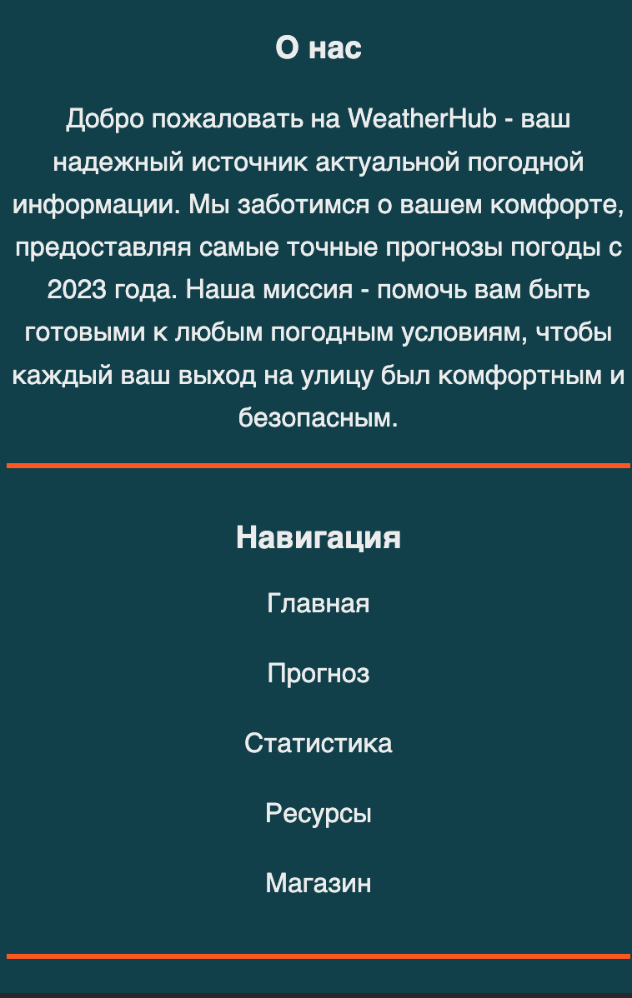 О нас
Добро пожаловать на WeatherHub - ваш
надежный источник актуальной погодной
информации. Мы заботимся о вашем комфорте,
предоставляя самые точные прогнозы погоды с
2023 года. Наша миссия - помочь вам быть
готовыми к любым погодным условиям, чтобы
каждый ваш выход на улицу был комфортным и
безопасным.
Навигация
Главная
Прогноз
Статистика
Ресурсы
Магазин